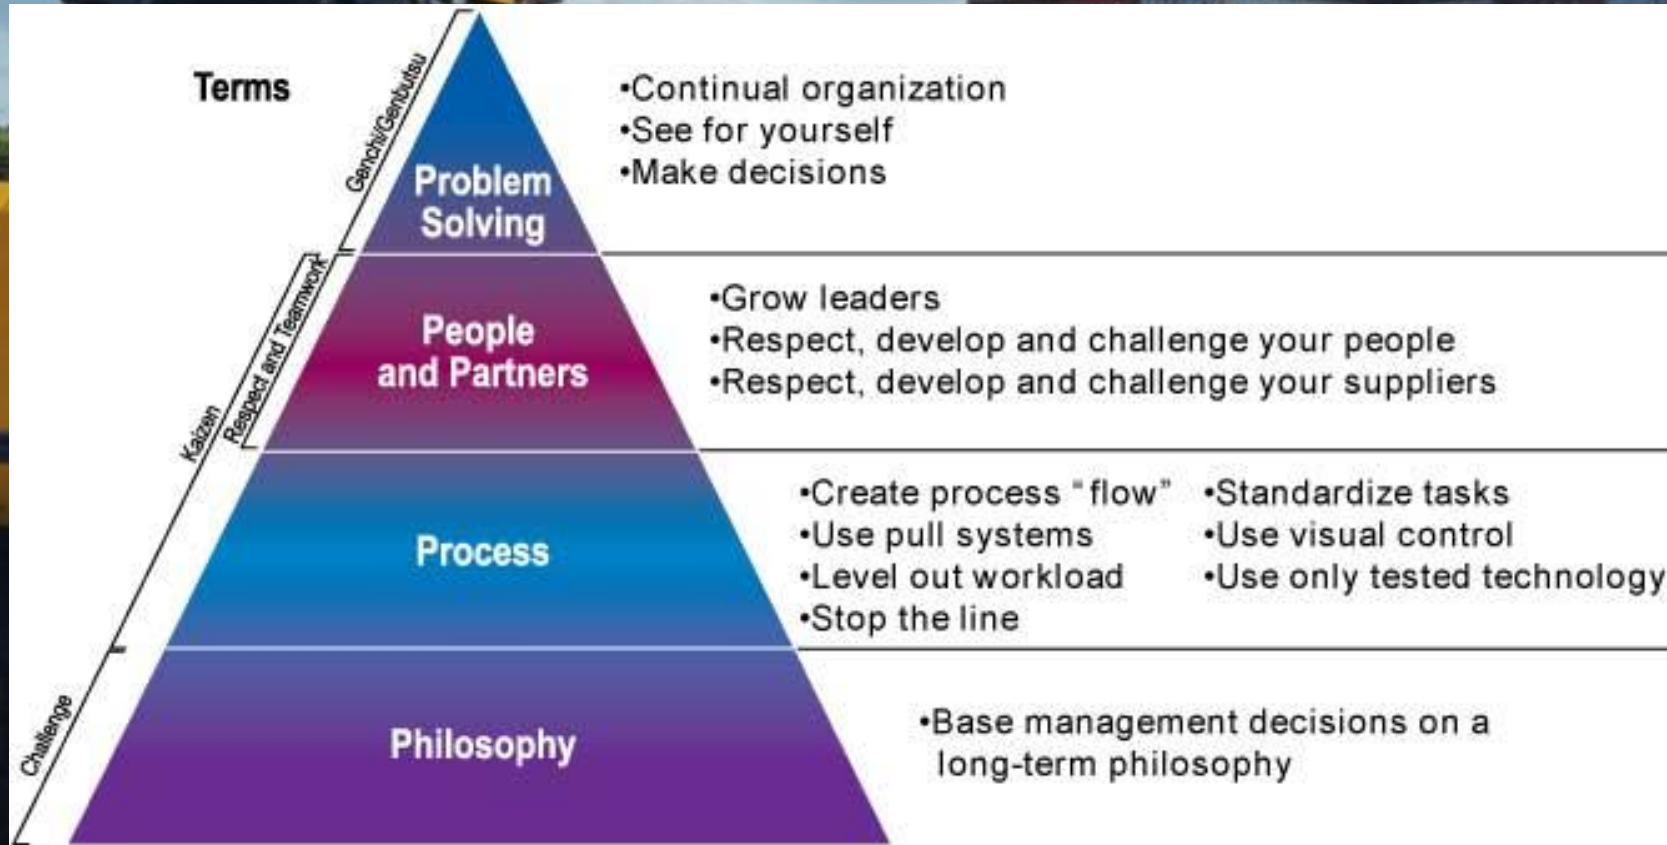 Terms
Genchi/Genbutsu
Problem
Solving
•Continual organization
•See for yourself
•Make decisions
Kaizen
Respect and Teamwork
People
and Partners
•Grow leaders
•Respect, develop and challenge your people
•Respect, develop and challenge your suppliers
Process
•Create process “flow”
•Use pull systems
•Level out workload
•Stop the line
•Standardize tasks
•Use visual control
•Use only tested technology
Challenge
Philosophy
•Base management decisions on a
long-term philosophy